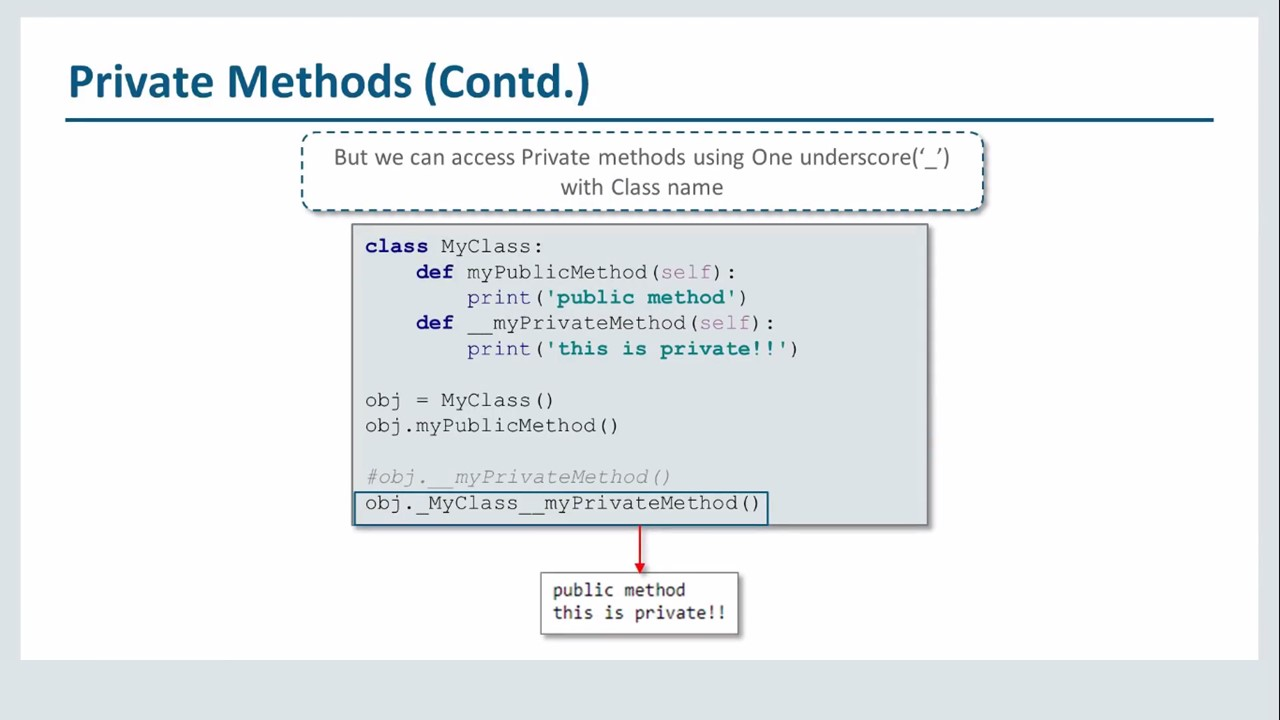 Private Methods (Contd.)
But we can access Private methods using One underscore(‘_’)
with Class name
class MyClass:
    def myPublicMethod(self):
        print('public method')
    def __myPrivateMethod(self):
        print('this is private!!')
obj = MyClass()
obj.myPublicMethod()
#obj.__myPrivateMethod()
obj._MyClass__myPrivateMethod()
public method
this is private!!